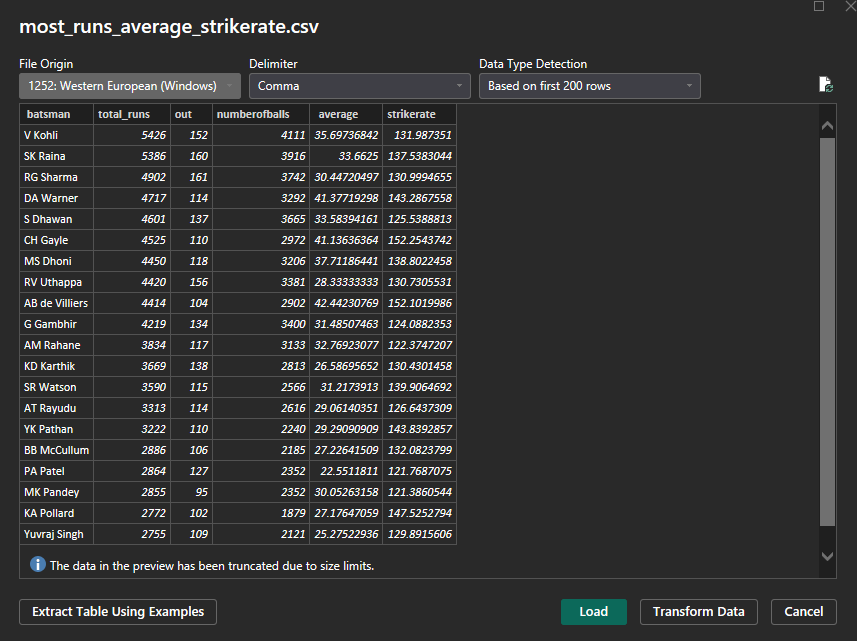 most_runs_average_strikerate.csv
File Origin Delimiter Data Type Detection
1252: Western European (Windows) Comma Based on first 200 rows
batsman total_runs out numberofballs average strikerate
V Kohli 5426 152 4111 35.69736842 131.987351
SK Raina 5386 160 3916 33.6625 137.5383044
RG Sharma 4902 161 3742 30.44720497 130.9994655
DA Warner 4717 114 3292 41.37719298 143.2867558
S Dhawan 4601 137 3665 33.58394161 125.5388813
CH Gayle 4525 110 2972 41.13636364 152.2543742
MS Dhoni 4450 118 3206 37.71186441 138.8022458
RV Uthappa 4420 156 3381 28.33333333 130.7305531
AB de Villiers 4414 104 2902 42.44230769 152.1019986
G Gambhir 4219 134 3400 31.48507463 124.0882353
AM Rahane 3834 117 3133 32.76923077 122.3747207
KD Karthik 3669 138 2813 26.58695652 130.4301458
SR Watson 3590 115 2566 31.2173913 139.9064692
AT Rayudu 3313 114 2616 29.06140351 126.6437309
YK Pathan 3222 110 2240 29.29090909 143.8392857
BB McCullum 2886 106 2185 27.22641509 132.0823799
PA Patel 2864 127 2352 22.5511811 121.7687075
MK Pandey 2855 95 2352 30.05263158 121.3860544
KA Pollard 2772 102 1879 27.17647059 147.5252794
Yuvraj Singh 2755 109 2121 25.27522936 129.8915606
The data in the preview has been truncated due to size limits.
Extract Table Using Examples Load Transform Data Cancel